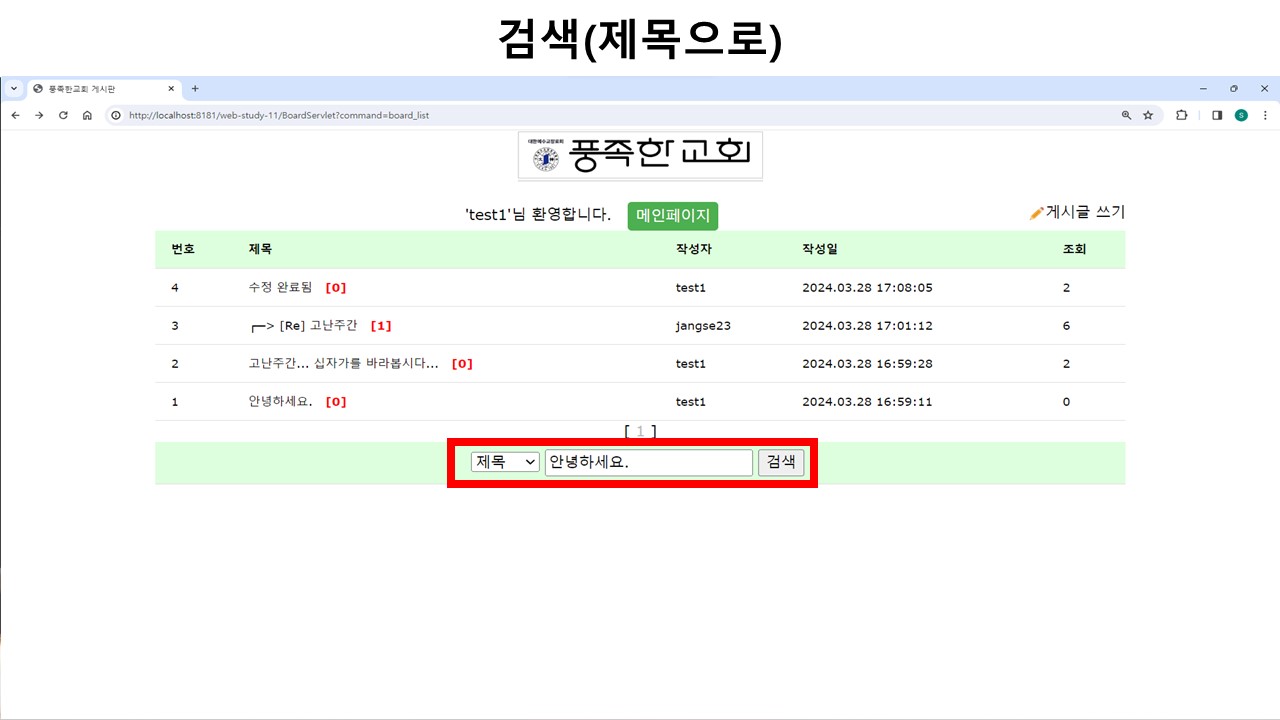 검색(제목으로)
풍족한교회 게시판
http://localhost:8181/web-study-11/BoardServlet?command=board_list
S
대한예수교장로회
풍족한교회
'test1'님 환영합니다. 메인페이지 게시글 쓰기
번호 제목 작성자 작성일 조회
4 수정 완료됨 [0] test1 2024.03.28 17:08:05 2
3 ┌─> [Re] 고난주간 [1] jangse23 2024.03.28 17:01:12 6
2 고난주간... 십자가를 바라봅시다... [0] test1 2024.03.28 16:59:28 2
1 안녕하세요. [0] test1 2024.03.28 16:59:11 0
[ 1 ]
제목 안녕하세요. 검색